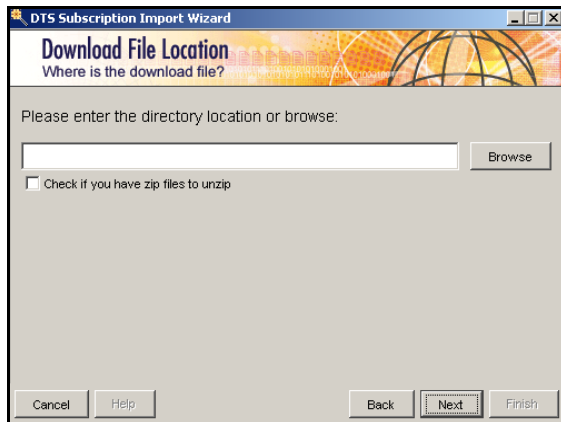 DTS Subscription Import Wizard
Download File Location
Where is the download file?
Please enter the directory location or browse:
Browse
Check if you have zip files to unzip
Cancel Help Back Next Finish